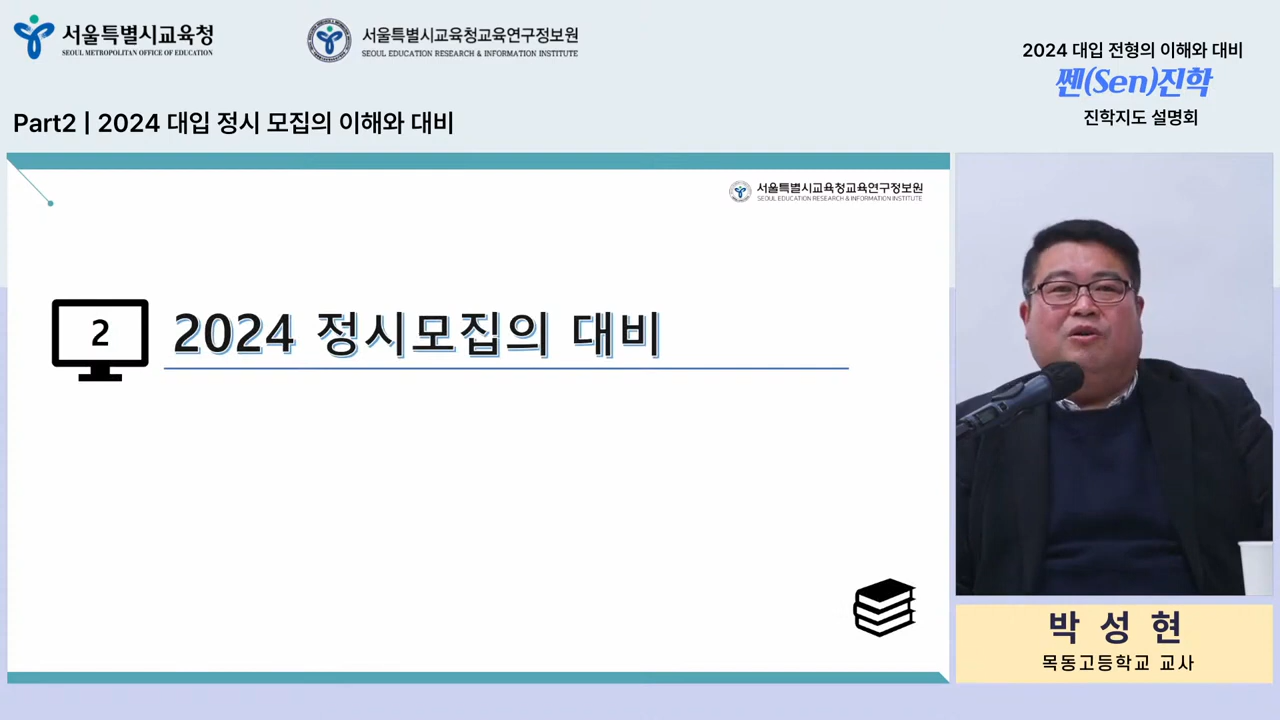 서울특별시교육청
SEOUL METROPOLITAN OFFICE OF EDUCATION
서울특별시교육청교육연구정보원
SEOUL EDUCATION RESEARCH & INFORMATION INSTITUTE
2024 대입 전형의 이해와 대비
쎈(Sen)진학
진학지도 설명회
Part2 | 2024 대입 정시 모집의 이해와 대비
서울특별시교육청교육연구정보원
SEOUL EDUCATION RESEARCH & INFORMATION INSTITUTE
2
2024 정시모집의 대비
박성현
목동고등학교 교사